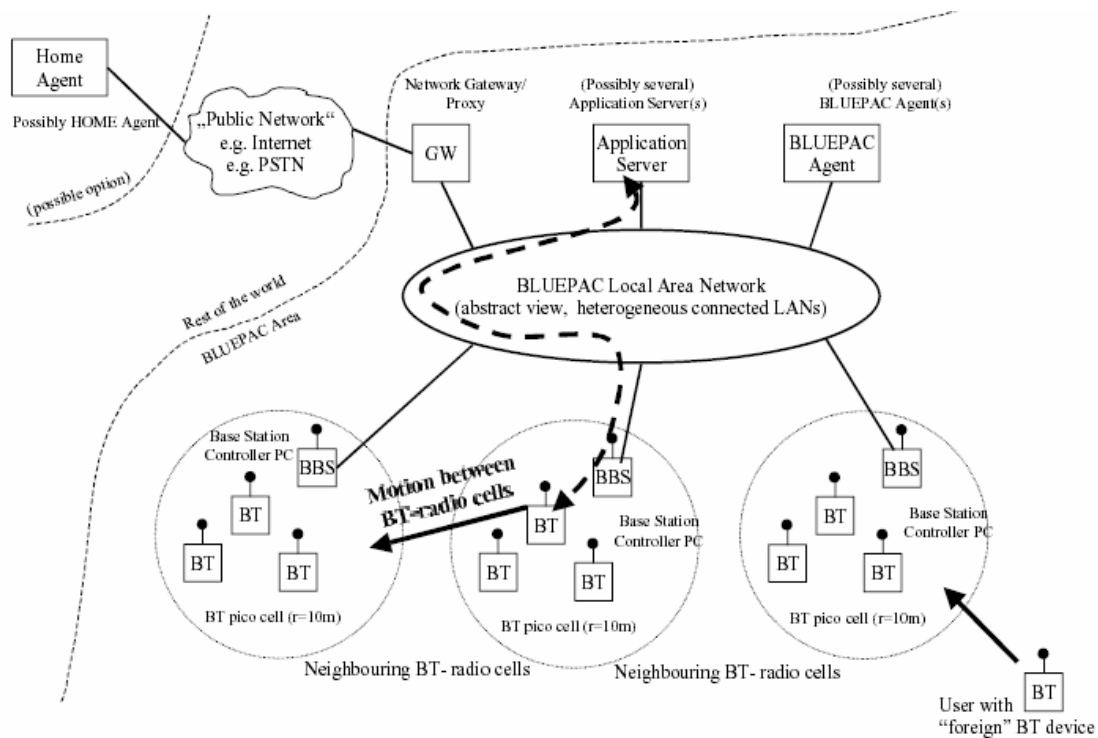 Home
Agent
Possibly HOME Agent
(possible option)
„Public Network“
e.g. Internet
e.g. PSTN
Network Gateway/
Proxy
GW
(Possibly several)
Application Server(s)
Application
Server
(Possibly several)
BLUEPAC Agent(s)
BLUEPAC
Agent
Rest of the world
BLUEPAC Area
BLUEPAC Local Area Network
(abstract view, heterogeneous connected LANs)
Base Station
Controller PC
BBS
BT
BT
BT
BT pico cell (r=10m)
Motion between
BT-radio cells.
BBS
BT
Base Station
Controller PC
BT
BT
BT pico cell (r=10m)
BBS
BT
Base Station
Controller PC
BT
BT
BT pico cell (r=10m)
Neighbouring BT- radio cells
Neighbouring BT- radio cells
BT
User with
“foreign” BT device